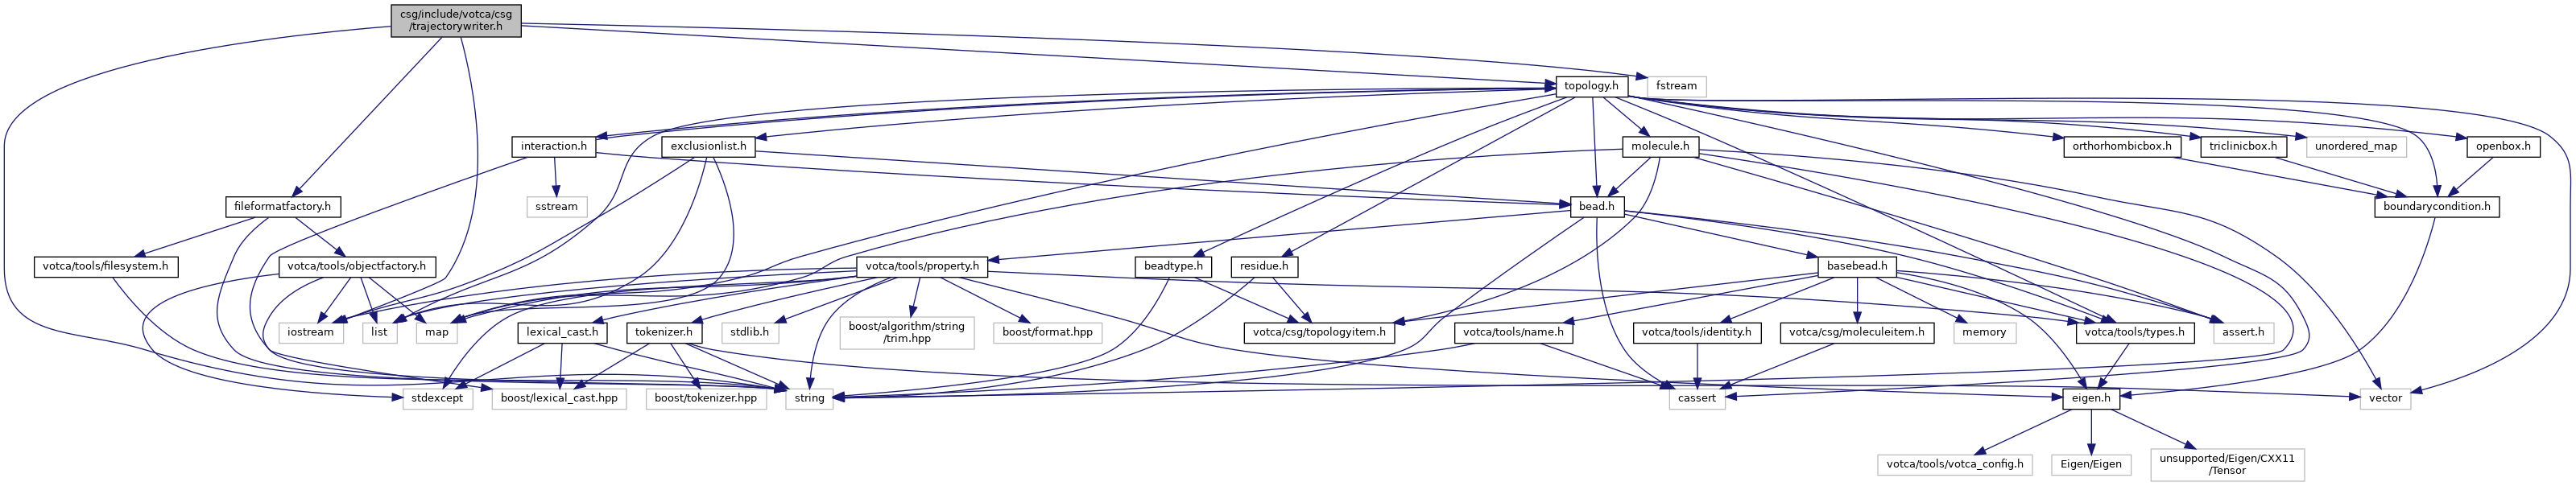 csg/include/votca/csg
/trajectorywriter.h
topology.h
fstream
interaction.h
exclusionlist.h
molecule.h
orthorhombicbox.h
triclinicbox.h
unordered_map
openbox.h
fileformatfactory.h
sstream
bead.h
boundarycondition.h
votca/tools/filesystem.h
votca/tools/objectfactory.h
votca/tools/property.h
beadtype.h
residue.h
basebead.h
iostream
list
map
lexical_cast.h
tokenizer.h
stdlib.h
boost/algorithm/string
/trim.hpp
boost/format.hpp
votca/csg/topologyitem.h
votca/tools/name.h
votca/tools/identity.h
votca/csg/moleculeitem.h
memory
votca/tools/types.h
assert.h
stdexcept
boost/lexical_cast.hpp
boost/tokenizer.hpp
string
cassert
eigen.h
vector
votca/tools/votca_config.h
Eigen/Eigen
unsupported/Eigen/CXX11
/Tensor